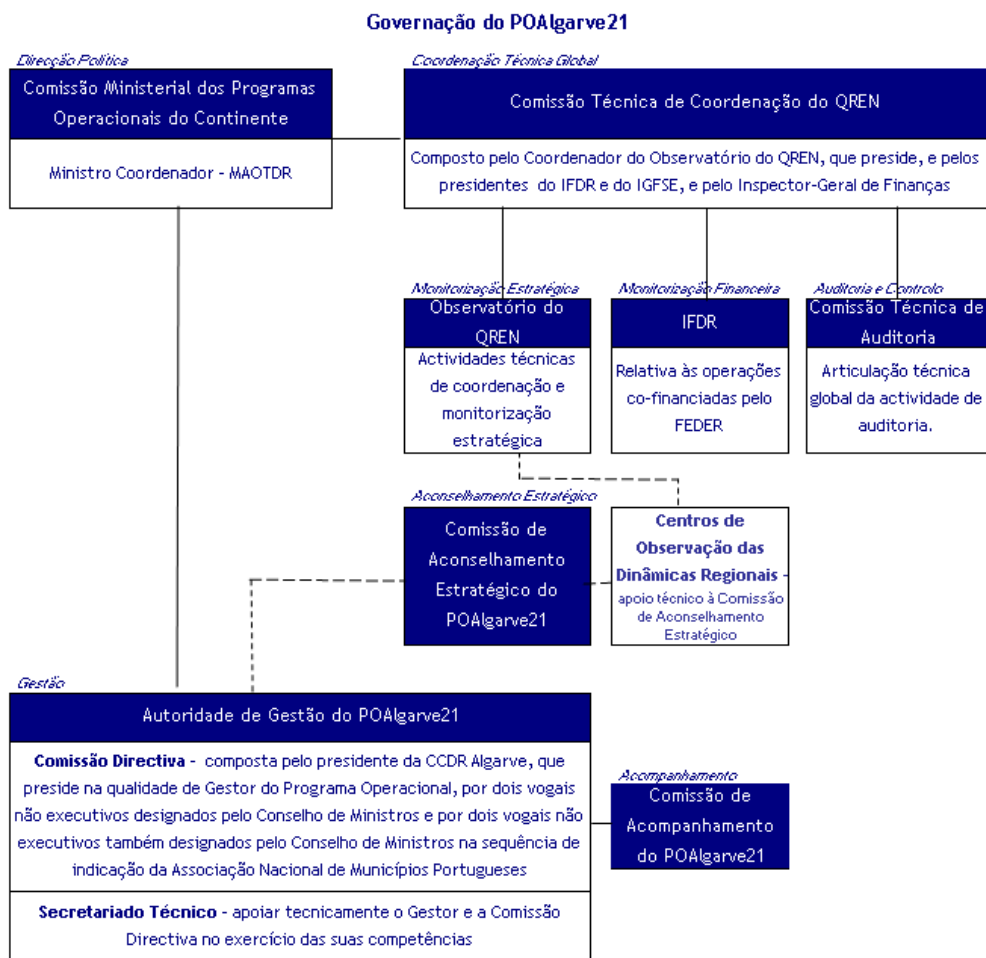 Governação do POAlgarve21
Direcção Política
Comissão Ministerial dos Programas
Operacionais do Continente
Ministro Coordenador - MAOTDR
Coordenação Técnica Global
Comissão Técnica de Coordenação do QREN
Composto pelo Coordenador do Observatório do QREN, que preside, e pelos
presidentes do IFDR e do IGFSE, e pelo Inspector-Geral de Finanças
Monitorização Estratégica
Observatório do
QREN
Actividades técnicas
de coordenação e
monitorização
estratégica
Monitorização Financeira
IFDR
Relativa às operações
co-financiadas pelo
FEDER
Auditoria e Controlo
Comissão Técnica de
Auditoria
Articulação técnica
global da actividade de
auditoria.
Aconselhamento Estratégico
Comissão de
Aconselhamento
Estratégico do
POAlgarve21
Centros de
Observação das
Dinâmicas Regionais -
apoio técnico à Comissão
de Aconselhamento
Estratégico
Gestão
Autoridade de Gestão do POAlgarve21
Comissão Directiva - composta pelo presidente da CCDR Algarve, que
preside na qualidade de Gestor do Programa Operacional, por dois vogais
não executivos designados pelo Conselho de Ministros e por dois vogais não
executivos também designados pelo Conselho de Ministros na sequência de
indicação da Associação Nacional de Municípios Portugueses
Secretariado Técnico - apoiar tecnicamente o Gestor e a Comissão
Directiva no exercício das suas competências
Acompanhamento
Comissão de
Acompanhamento
do POAlgarve21